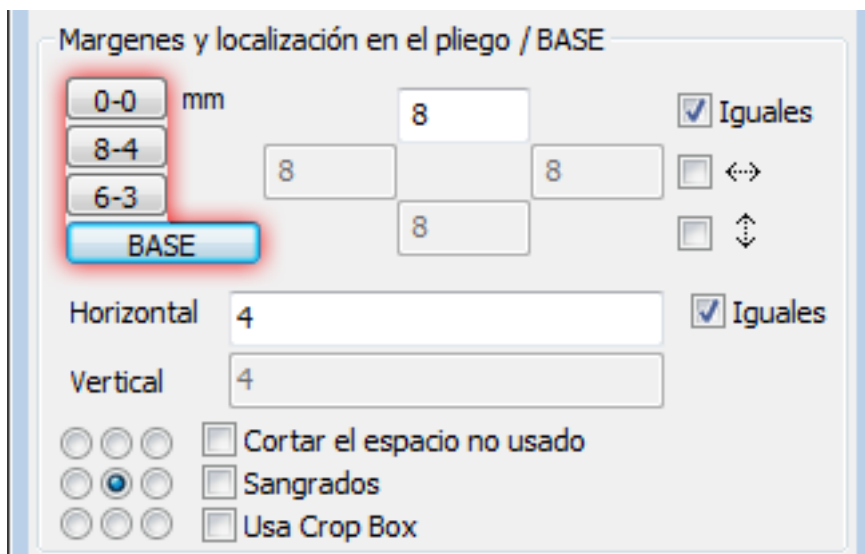 Margenes y localización en el pliego / BASE
0-0 mm 8 Iguales
8-4
8 8
6-3
BASE 8
Horizontal 4 Iguales
Vertical 4
Cortar el espacio no usado
Sangrados
Usa Crop Box